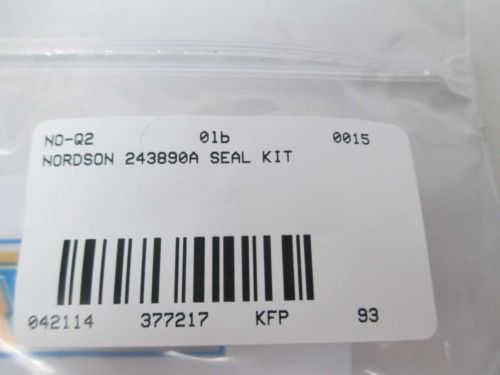 NO-Q2 01b 0015
NORDSON 243890A SEAL KIT
042114 377217 KFP 93